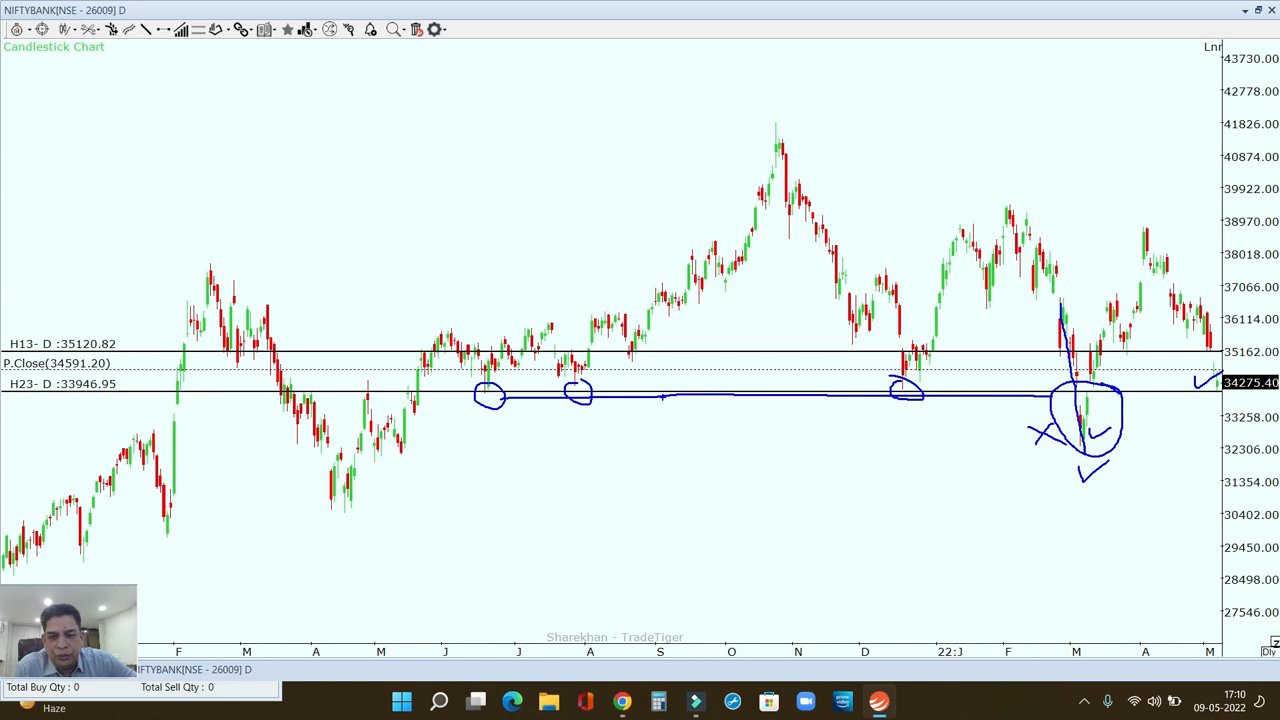 NIFTYBANK[NSE - 26009] D
Candlestick Chart
Lnr
43730.00
42778.00
41826.00
40874.00
39922.00
38970.00
38018.00
37066.00
36114.00
H13- D :35120.82
35162.00
P.Close(34591.20)
H23- D :33946.95
34275.40
33258.00
32306.00
31354.00
30402.00
29450.00
28498.00
27546.00
Sharekhan - TradeTiger
F M A M J J A S O N D 22:J F M A M
Dly
IFTYBANK[NSE - 26009] D
Total Buy Qty : 0 Total Sell Qty : 0
Haze
17:10
09-05-2022